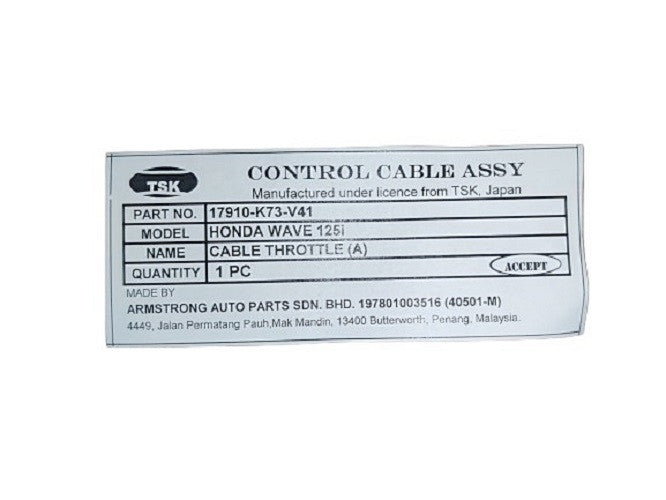 TSK
CONTROL CABLE ASSY
Manufactured under licence from TSK, Japan
PART NO. 17910-K73-V41
MODEL HONDA WAVE 125i
NAME CABLE THROTTLE (A)
QUANTITY 1 PC
ACCEPT
MADE BY
ARMSTRONG AUTO PARTS SDN. BHD. 197801003516 (40501-M)
4449, Jalan Permatang Pauh,Mak Mandin, 13400 Butterworth, Penang, Malaysia.